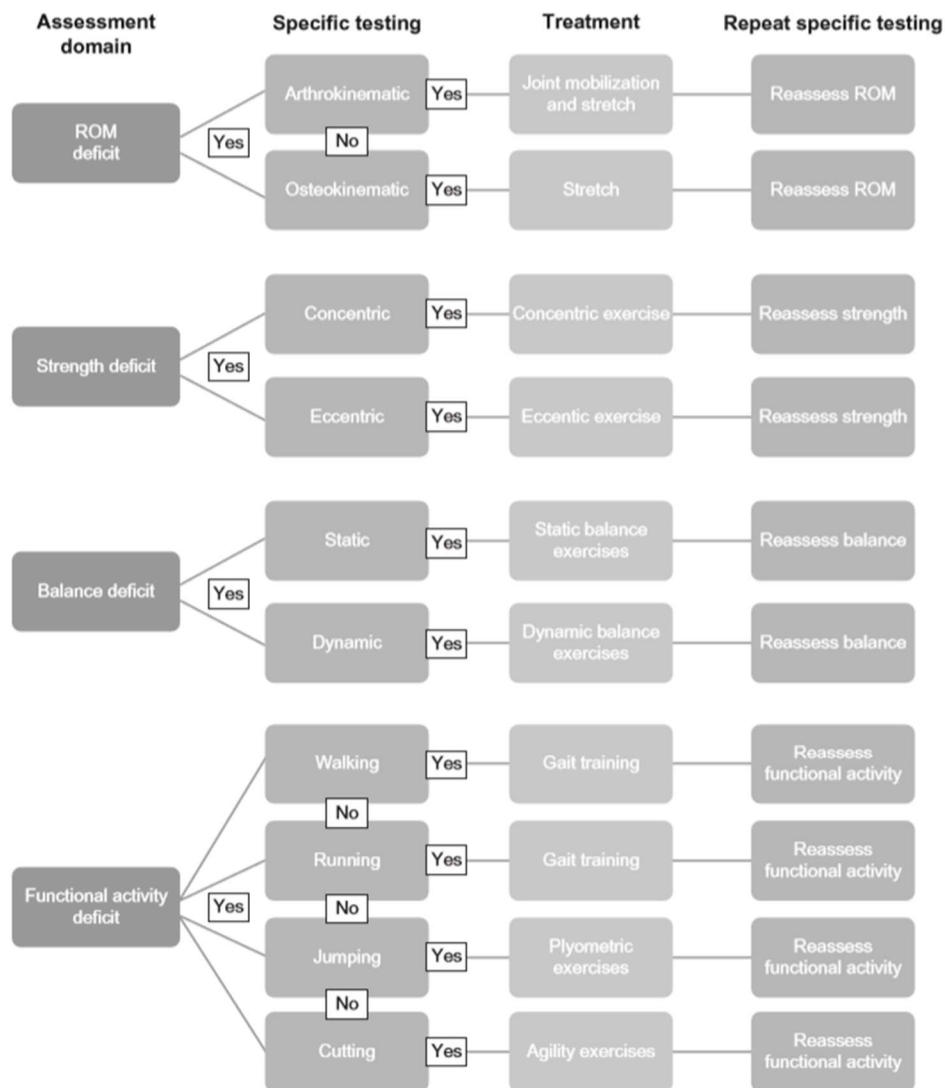 Assessment
domain
Specific testing
Treatment
Repeat specific testing
ROM
deficit
Yes
Arthrokinematic
Yes
Joint mobilization
and stretch
Reassess ROM
No
Osteokinematic
Yes
Stretch
Reassess ROM
Strength deficit
Yes
Concentric
Yes
Concentric exercise
Reassess strength
Eccentric
Yes
Eccentic exercise
Reassess strength
Balance deficit
Yes
Static
Yes
Static balance
exercises
Reassess balance
Dynamic
Yes
Dynamic balance
exercises
Reassess balance
Functional activity
deficit
Yes
Walking
Yes
Gait training
Reassess
functional activity
No
Running
Yes
Gait training
Reassess
functional activity
No
Jumping
Yes
Plyometric
exercises
Reassess
functional activity
No
Cutting
Yes
Agility exercises
Reassess
functional activity